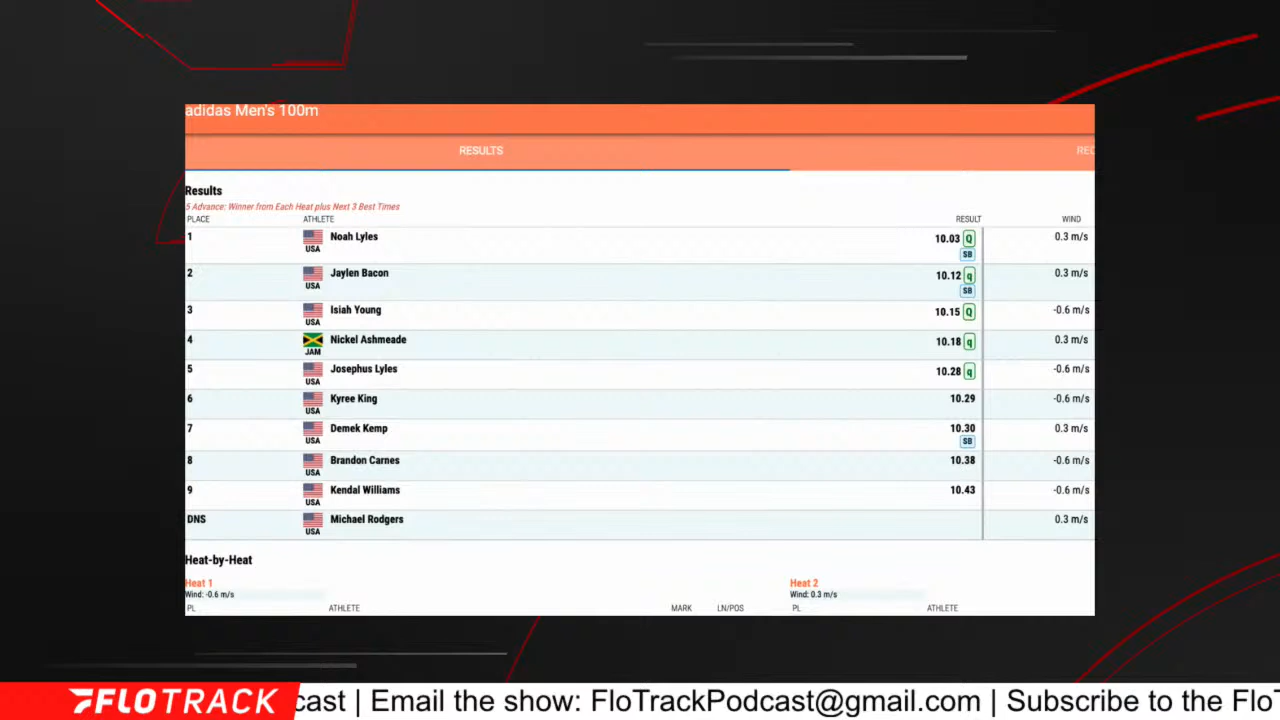 adidas Men's 100m
RESULTS REC
Results
5 Advance: Winner from Each Heat plus Next 3 Best Times
PLACE ATHLETE RESULT WIND
1 Noah Lyles 10.03 Q 0.3 m/s
USA SB
2 Jaylen Bacon 10.12 q 0.3 m/s
USA SB
3 Isiah Young 10.15 Q -0.6 m/s
USA
4 Nickel Ashmeade 10.18 q 0.3 m/s
JAM
5 Josephus Lyles 10.28 q -0.6 m/s
USA
6 Kyree King 10.29 -0.6 m/s
USA
7 Demek Kemp 10.30 0.3 m/s
USA SB
8 Brandon Carnes 10.38 -0.6 m/s
USA
9 Kendal Williams 10.43 -0.6 m/s
USA
DNS Michael Rodgers 0.3 m/s
USA
Heat-by-Heat
Heat 1 Heat 2
Wind: -0.6 m/s Wind: 0.3 m/s
PL ATHLETE MARK LN/POS PL ATHLETE
FLOTRACK cast | Email the show: FloTrackPodcast@gmail.com | Subscribe to the FloT